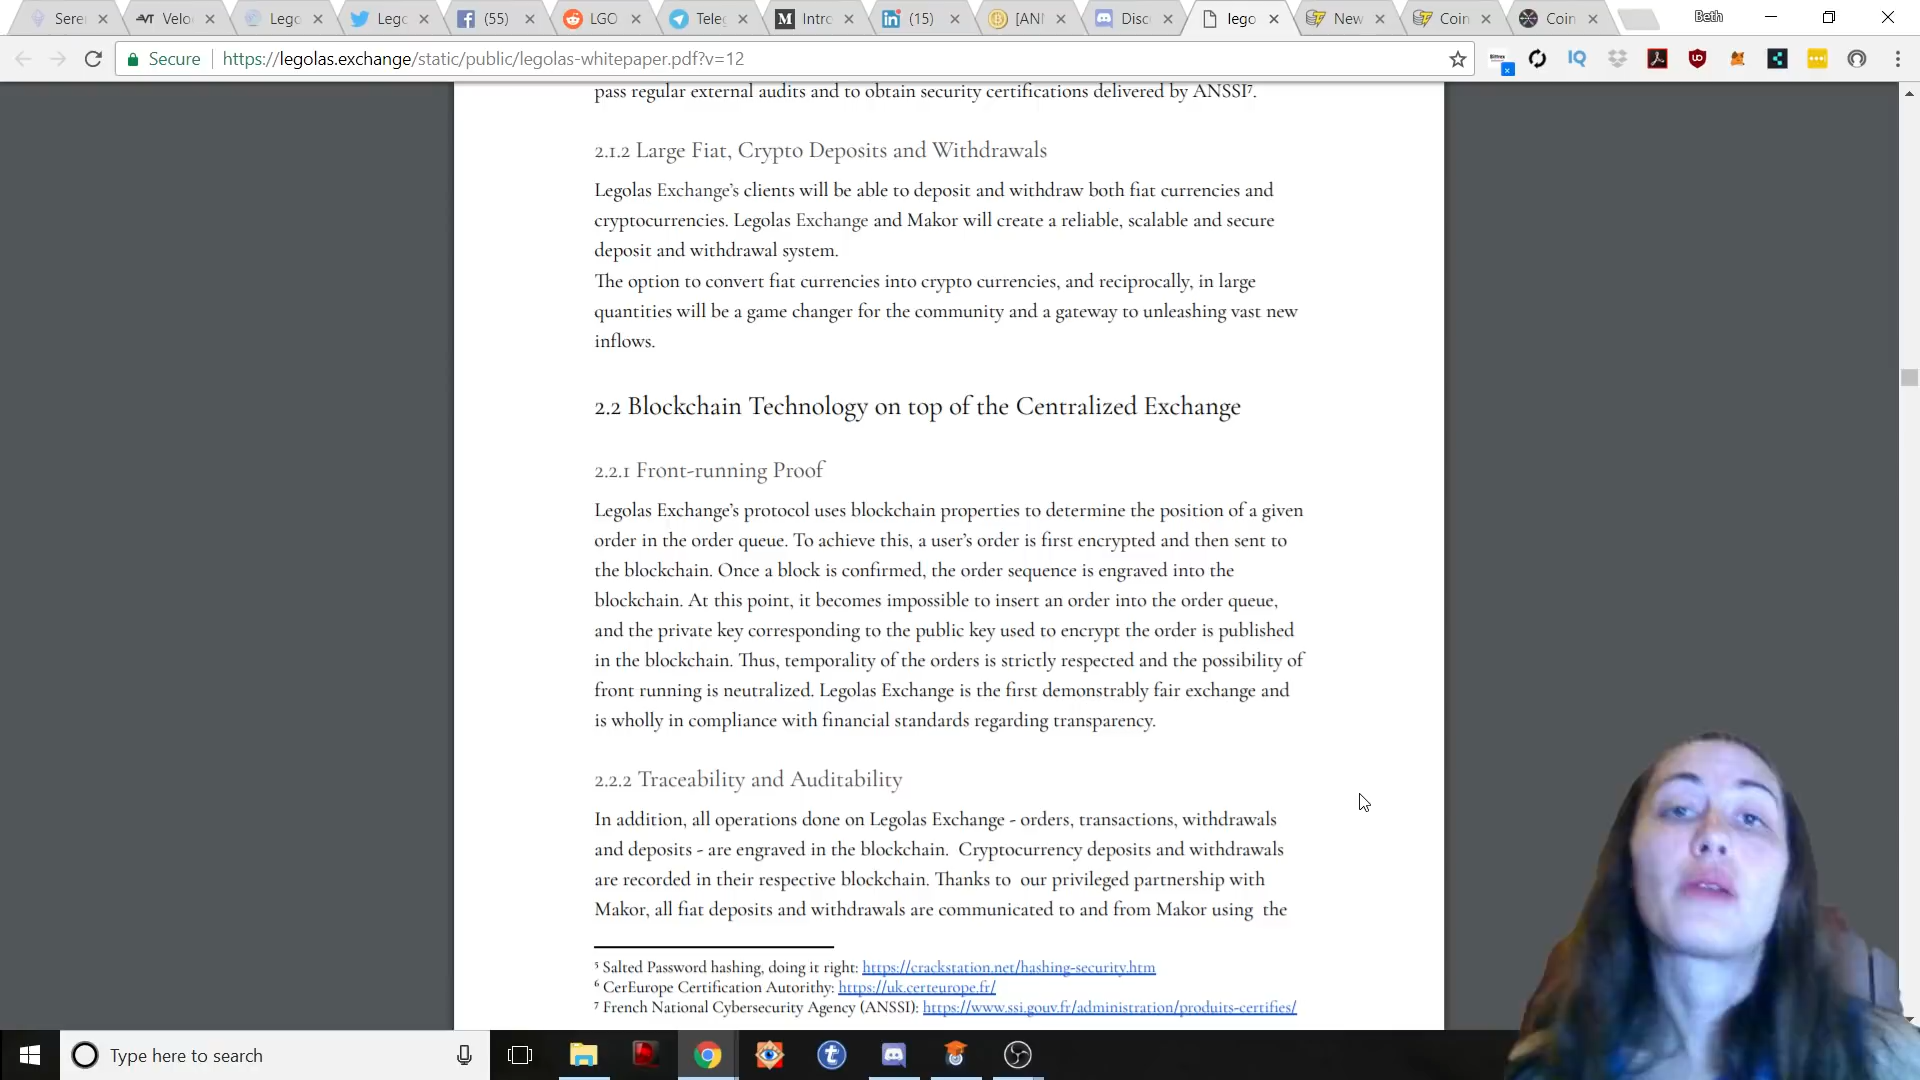 Sere
Velo
Lego
Lego
(55)
LGO
Tele
Intro
(15)
[ANI
Disc
lego
New
Coin
Coin
Beth
Secure
https://legolas.exchange/static/public/legolas-whitepaper.pdf?v=12
pass regular external audits and to obtain security certifications delivered by ANSSI⁷.
2.1.2 Large Fiat, Crypto Deposits and Withdrawals
Legolas Exchange's clients will be able to deposit and withdraw both fiat currencies and
cryptocurrencies. Legolas Exchange and Makor will create a reliable, scalable and secure
deposit and withdrawal system.
The option to convert fiat currencies into crypto currencies, and reciprocally, in large
quantities will be a game changer for the community and a gateway to unleashing vast new
inflows.
2.2 Blockchain Technology on top of the Centralized Exchange
2.2.1 Front-running Proof
Legolas Exchange's protocol uses blockchain properties to determine the position of a given
order in the order queue. To achieve this, a user's order is first encrypted and then sent to
the blockchain. Once a block is confirmed, the order sequence is engraved into the
blockchain. At this point, it becomes impossible to insert an order into the order queue,
and the private key corresponding to the public key used to encrypt the order is published
in the blockchain. Thus, temporality of the orders is strictly respected and the possibility of
front running is neutralized. Legolas Exchange is the first demonstrably fair exchange and
is wholly in compliance with financial standards regarding transparency.
2.2.2 Traceability and Auditability
In addition, all operations done on Legolas Exchange - orders, transactions, withdrawals
and deposits - are engraved in the blockchain. Cryptocurrency deposits and withdrawals
are recorded in their respective blockchain. Thanks to our privileged partnership with
Makor, all fiat deposits and withdrawals are communicated to and from Makor using the
⁵ Salted Password hashing, doing it right: https://crackstation.net/hashing-security.htm
⁶ CerEurope Certification Autorithy: https://uk.certeurope.fr/
⁷ French National Cybersecurity Agency (ANSSI): https://www.ssi.gouv.fr/administration/produits-certifies/
Type here to search